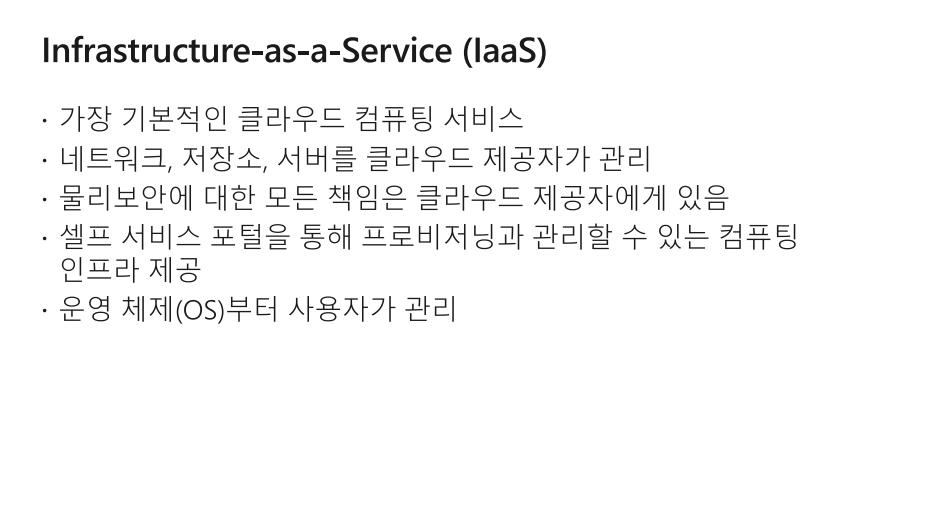 Infrastructure-as-a-Service (IaaS)
· 가장 기본적인 클라우드 컴퓨팅 서비스
· 네트워크, 저장소, 서버를 클라우드 제공자가 관리
· 물리보안에 대한 모든 책임은 클라우드 제공자에게 있음
· 셀프 서비스 포털을 통해 프로비저닝과 관리할 수 있는 컴퓨팅
인프라 제공
· 운영 체제(OS)부터 사용자가 관리